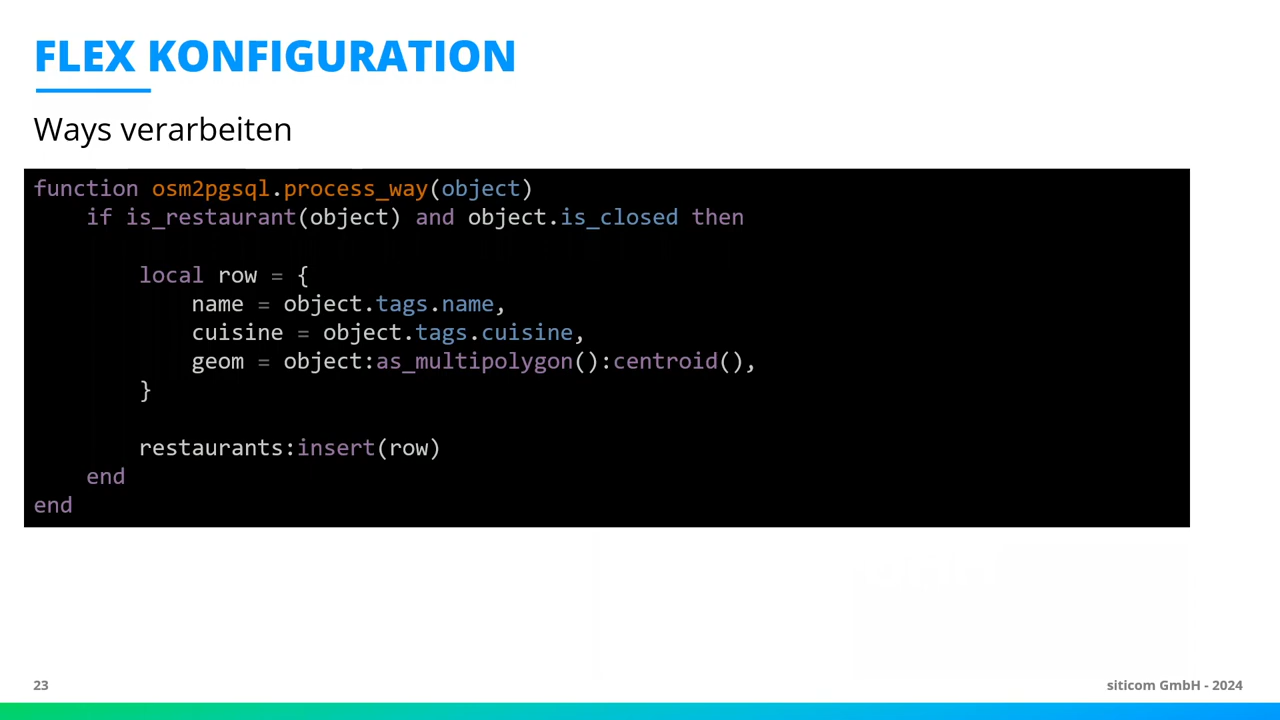 FLEX KONFIGURATION
Ways verarbeiten
function osm2pgsql.process_way(object)
    if is_restaurant(object) and object.is_closed then
        local row = {
            name = object.tags.name,
            cuisine = object.tags.cuisine,
            geom = object:as_multipolygon():centroid(),
        }
        restaurants:insert(row)
    end
end
23
siticom GmbH - 2024